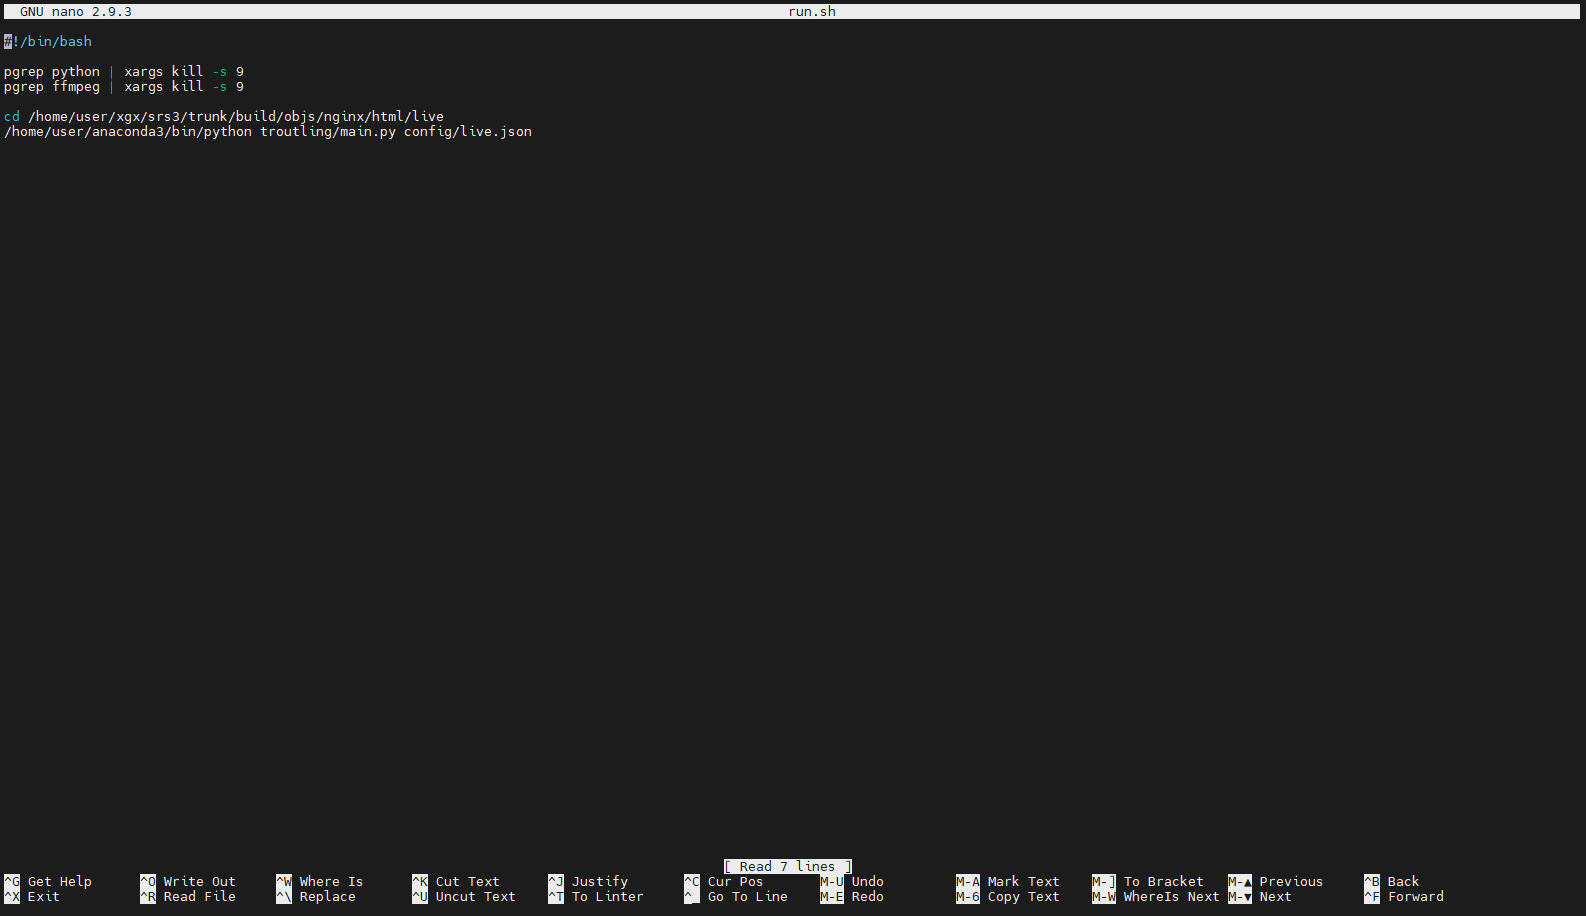 GNU nano 2.9.3 run.sh
#!/bin/bash
pgrep python | xargs kill -s 9
pgrep ffmpeg | xargs kill -s 9
cd /home/user/xgx/srs3/trunk/build/objs/nginx/html/live
/home/user/anaconda3/bin/python troutling/main.py config/live.json
[ Read 7 lines ]
^G Get Help ^O Write Out ^W Where Is ^K Cut Text ^J Justify ^C Cur Pos M-U Undo M-A Mark Text M-] To Bracket M-▲ Previous ^B Back
^X Exit ^R Read File ^\ Replace ^U Uncut Text ^T To Linter ^_ Go To Line M-E Redo M-6 Copy Text M-W WhereIs Next M-▼ Next ^F Forward